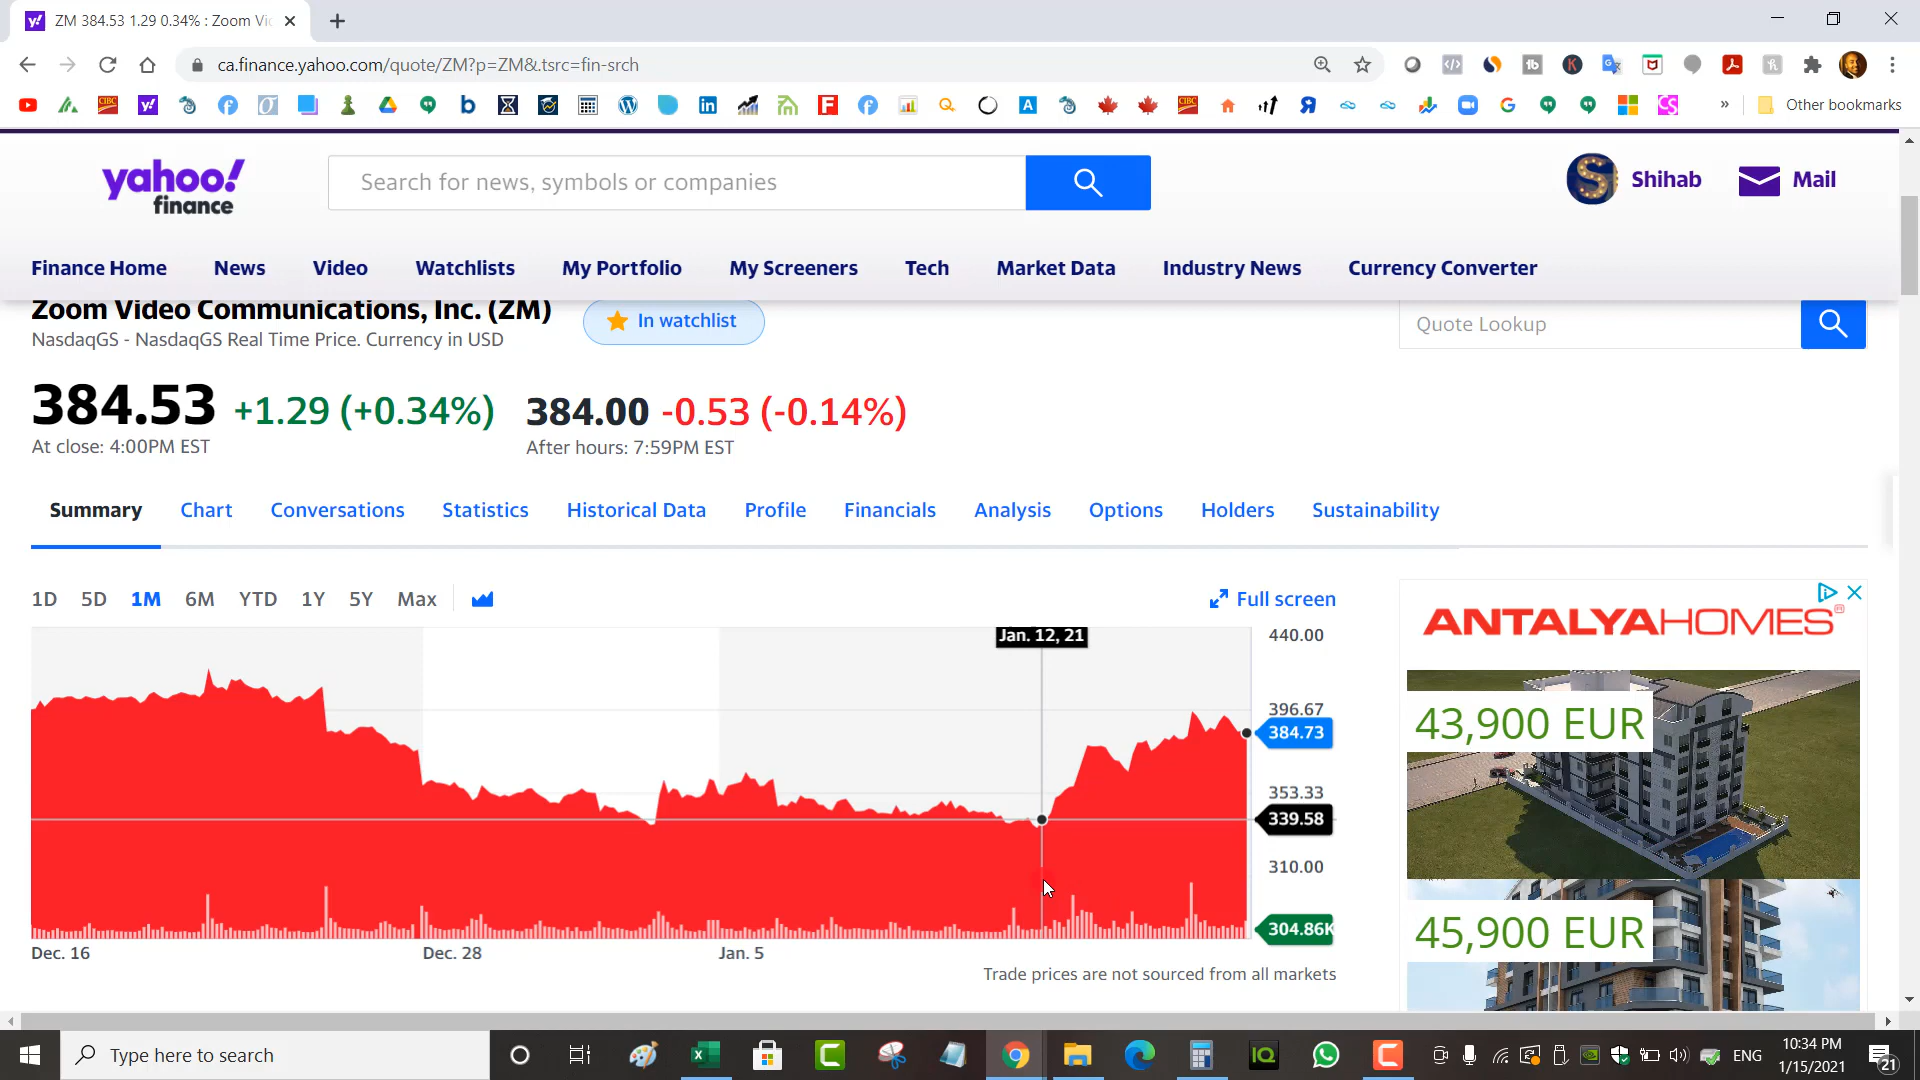 ZM 384.53 1.29 0.34% : Zoom Vi
ca.finance.yahoo.com/quote/ZM?p=ZM&.tsrc=fin-srch
Other bookmarks
yahoo!
finance
Search for news, symbols or companies
Shihab
Mail
Finance Home News Video Watchlists My Portfolio My Screeners Tech Market Data Industry News Currency Converter
Zoom Video Communications, Inc. (ZM)
In watchlist
Quote Lookup
NasdaqGS - NasdaqGS Real Time Price. Currency in USD
384.53 +1.29 (+0.34%) 384.00 -0.53 (-0.14%)
At close: 4:00PM EST After hours: 7:59PM EST
Summary Chart Conversations Statistics Historical Data Profile Financials Analysis Options Holders Sustainability
1D 5D 1M 6M YTD 1Y 5Y Max
Full screen
Jan. 12, 21
440.00
396.67
384.73
353.33
339.58
310.00
304.86K
Dec. 16 Dec. 28 Jan. 5
Trade prices are not sourced from all markets
ANTALYAHOMES
43,900 EUR
45,900 EUR
Type here to search
ENG
10:34 PM
1/15/2021
21